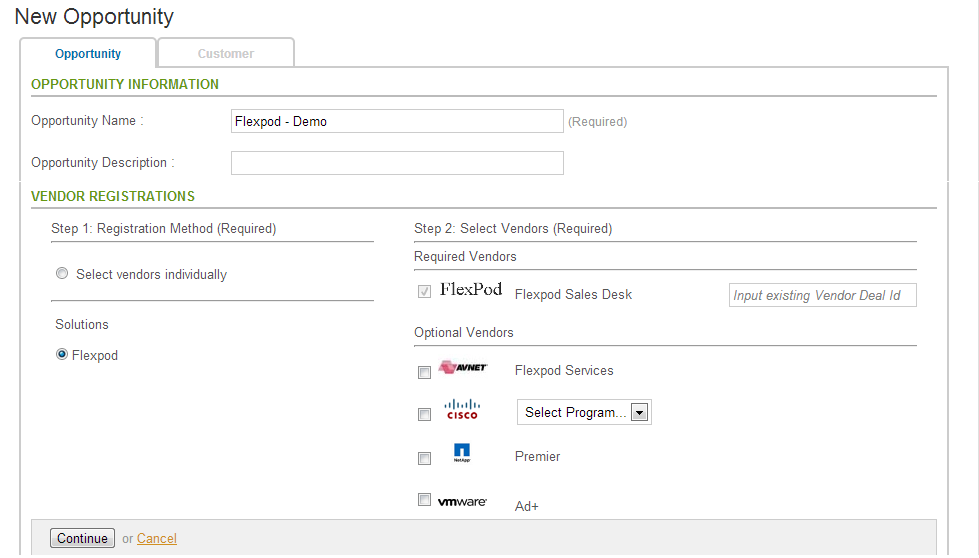 New Opportunity
Opportunity Customer
OPPORTUNITY INFORMATION
Opportunity Name : Flexpod - Demo (Required)
Opportunity Description :
VENDOR REGISTRATIONS
Step 1: Registration Method (Required)
Select vendors individually
Solutions
Flexpod
Step 2: Select Vendors (Required)
Required Vendors
FlexPod Flexpod Sales Desk Input existing Vendor Deal Id
Optional Vendors
AVNET Flexpod Services
CISCO Select Program...
NetApp Premier
vmware Ad+
Continue or Cancel